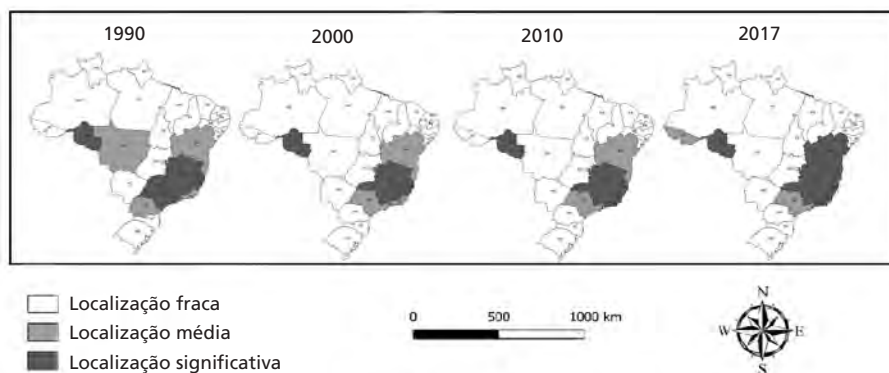 1990
2000
2010
2017
Localização fraca
Localização média
Localização significativa
0 500 1000 km
N
W E
S